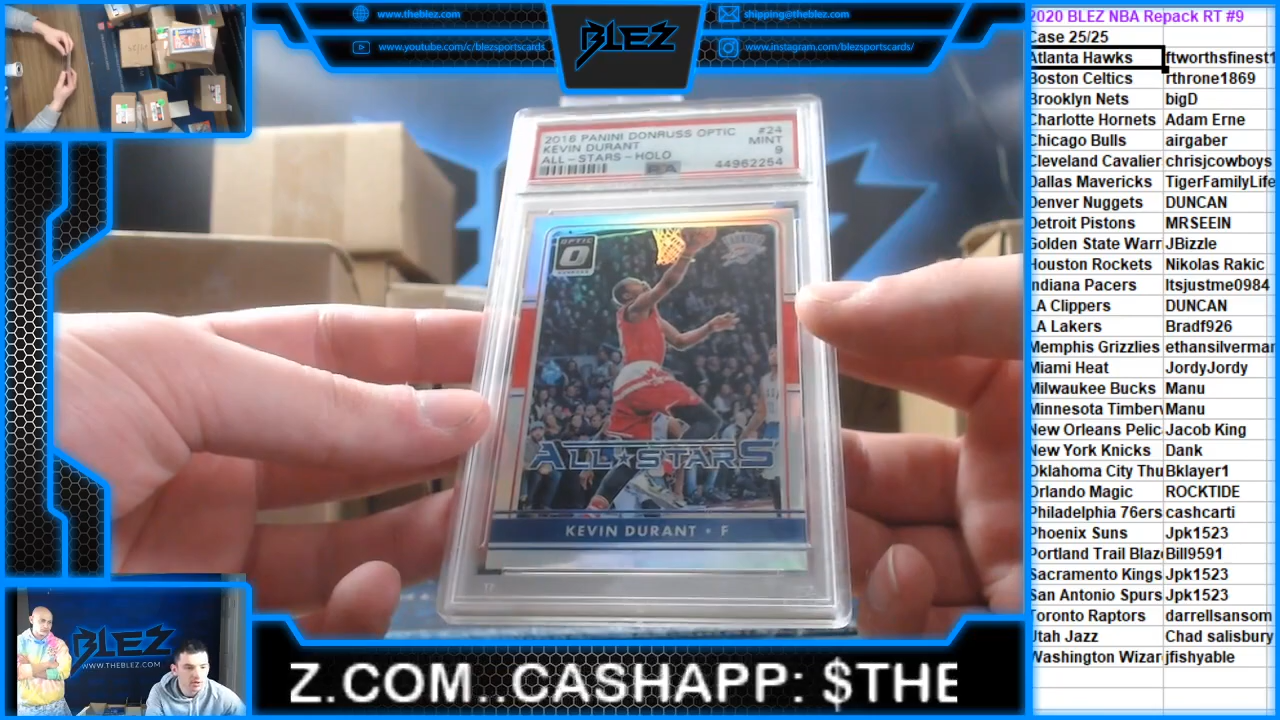 www.theblez.com
www.youtube.com/c/blezsportscards
BLEZ
shipping@theblez.com
www.instagram.com/blezsportscards/
2016 PANINI DONRUSS OPTIC #24
KEVIN DURANT MINT
ALL-STARS-HOLO 9
44962254
OPTIC
ALL STARS
KEVIN DURANT • F
BLEZ
WWW.THEBLEZ.COM
Z.COM..CASHAPP: $THE
2020 BLEZ NBA Repack RT #9
Case 25/25
Atlanta Hawks ftworthsfinest1
Boston Celtics rthrone1869
Brooklyn Nets bigD
Charlotte Hornets Adam Erne
Chicago Bulls airgaber
Cleveland Cavalier chrisjcowboys
Dallas Mavericks TigerFamilyLife
Denver Nuggets DUNCAN
Detroit Pistons MRSEEIN
Golden State Warr JBizzle
Houston Rockets Nikolas Rakic
Indiana Pacers Itsjustme0984
LA Clippers DUNCAN
LA Lakers Bradf926
Memphis Grizzlies ethansilverman
Miami Heat JordyJordy
Milwaukee Bucks Manu
Minnesota Timberv Manu
New Orleans Pelic Jacob King
New York Knicks Dank
Oklahoma City Thu Bklayer1
Orlando Magic ROCKTIDE
Philadelphia 76ers cashcarti
Phoenix Suns Jpk1523
Portland Trail Blaz Bill9591
Sacramento Kings Jpk1523
San Antonio Spurs Jpk1523
Toronto Raptors darrellsansom
Utah Jazz Chad salisbury
Washington Wizar jfishyable